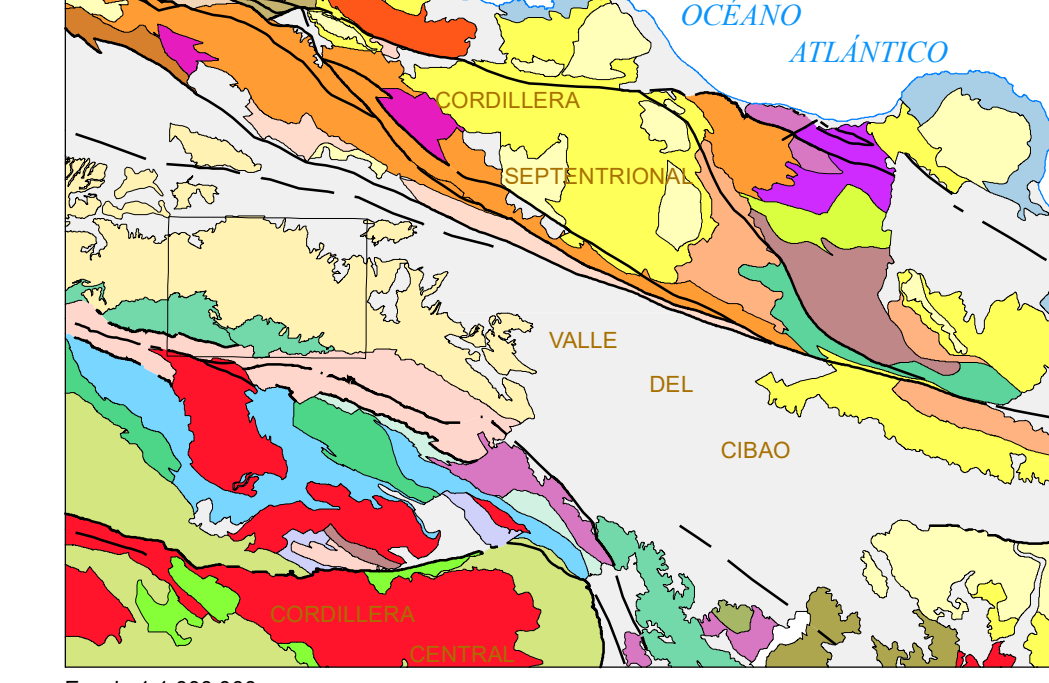 OCÉANO
ATLÁNTICO
CORDILLERA
SEPTENTRIONAL
VALLE
DEL
CIBAO
CORDILLERA
CENTRAL